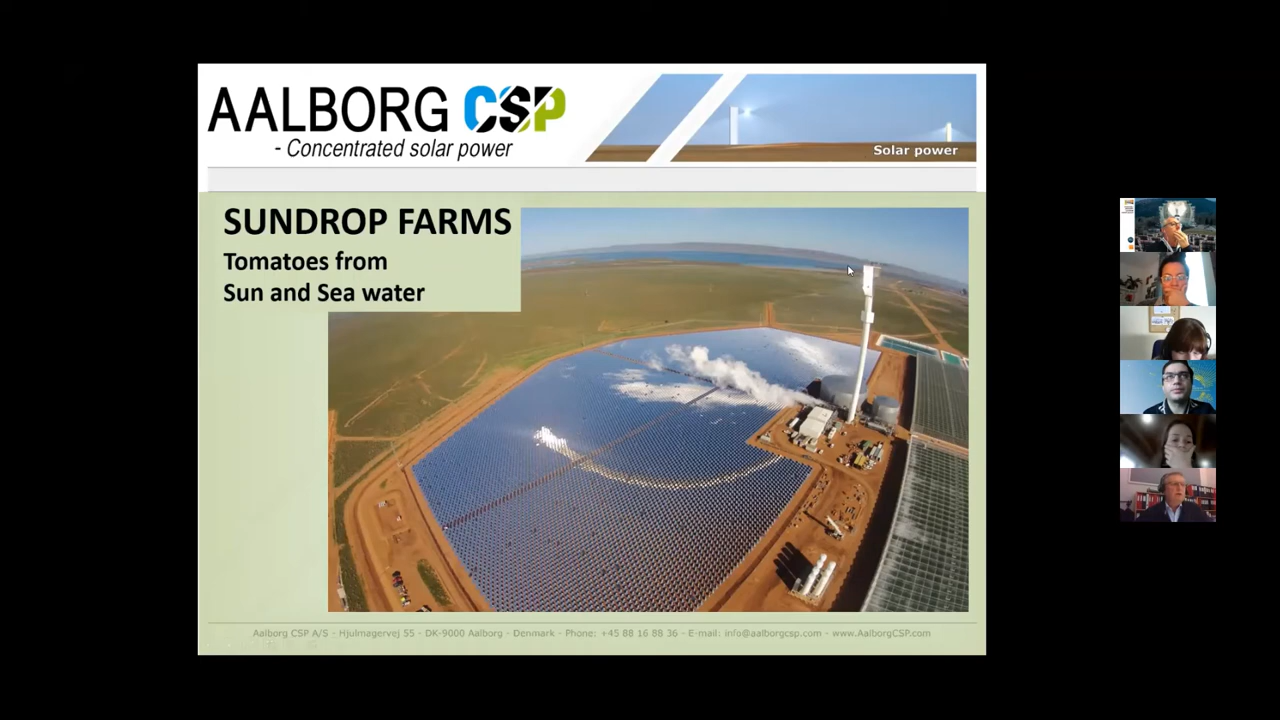 AALBORG CSP
- Concentrated solar power
Solar power
SUNDROP FARMS
Tomatoes from
Sun and Sea water
Aalborg CSP A/S - Hjulmagervej 55 - DK-9000 Aalborg - Denmark - Phone: +45 88 16 88 36 - E-mail: info@aalborgcsp.com - www.AalborgCSP.com